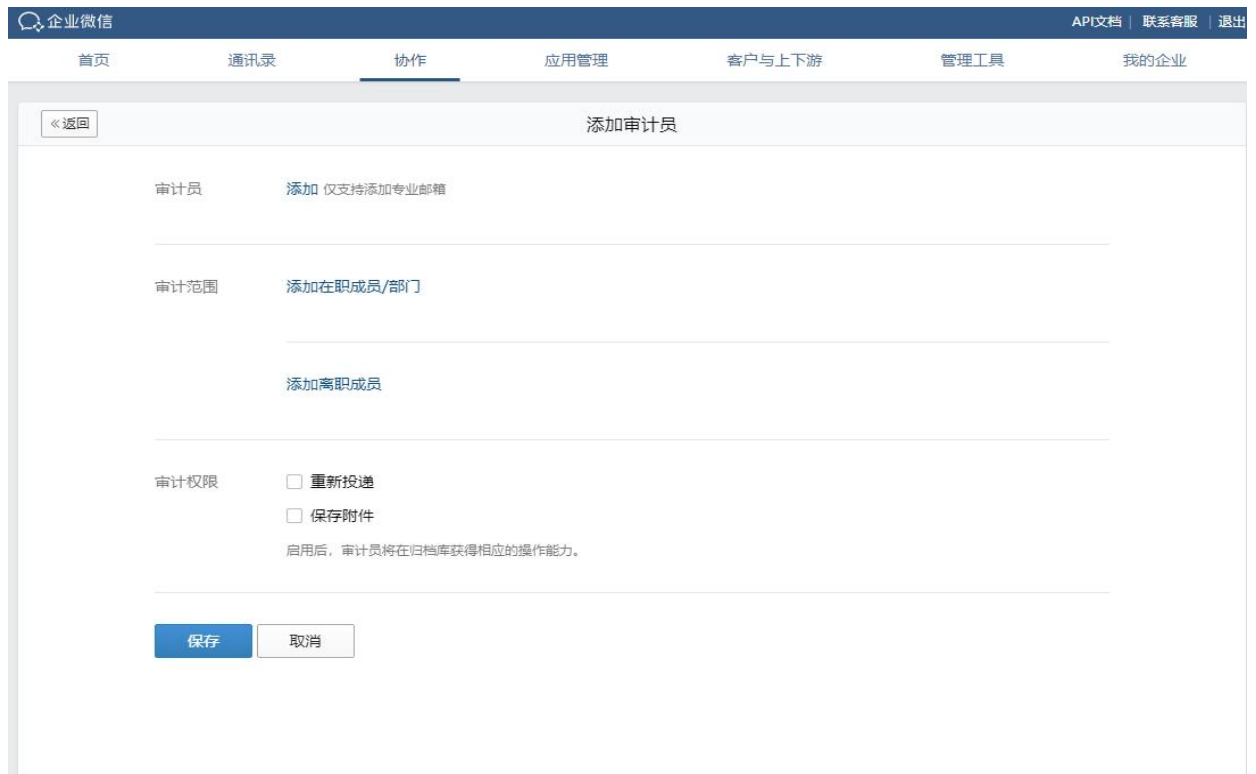 企业微信
API文档 | 联系客服 | 退出
首页 通讯录 协作 应用管理 客户与上下游 管理工具 我的企业
«返回 添加审计员
审计员 添加 仅支持添加专业邮箱
审计范围 添加在职成员/部门
添加离职成员
审计权限 重新投递
保存附件
启用后，审计员将在归档库获得相应的操作能力。
保存 取消